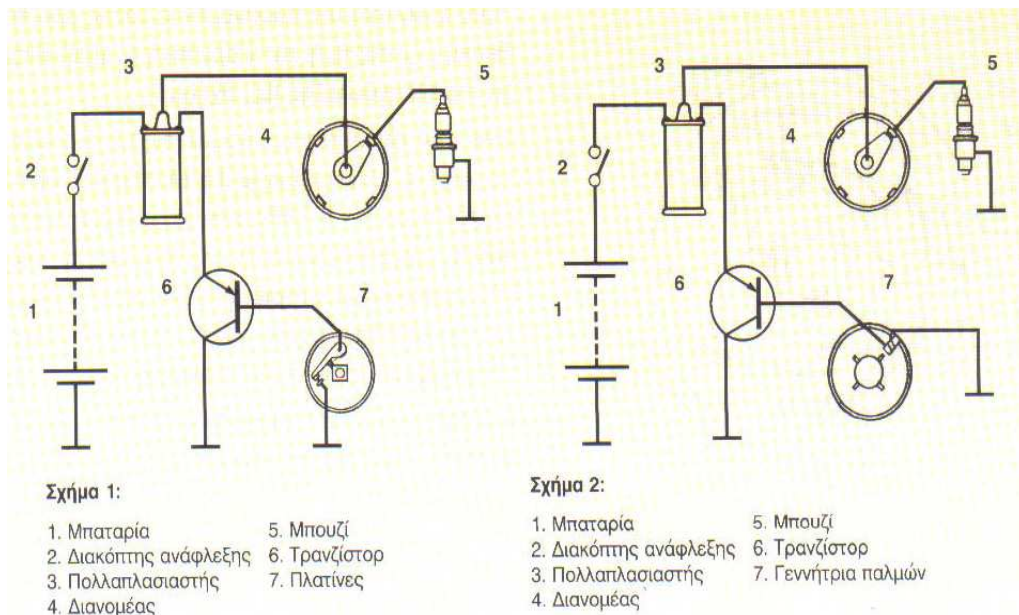 3
5
4
2
6
7
1
3
5
4
2
6
7
1
Σχήμα 1:
1. Μπαταρία
2. Διακόπτης ανάφλεξης
3. Πολλαπλασιαστής
4. Διανομέας
5. Μπουζί
6. Τρανζίστορ
7. Πλατίνες
Σχήμα 2:
1. Μπαταρία
2. Διακόπτης ανάφλεξης
3. Πολλαπλασιαστής
4. Διανομέας
5. Μπουζί
6. Τρανζίστορ
7. Γεννήτρια παλμών